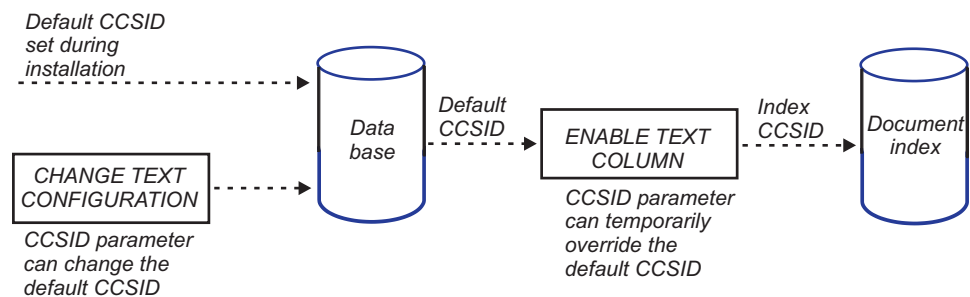 Default CCSID
set during
installation
Data
base
Default
CCSID
ENABLE TEXT
COLUMN
Index
CCSID
Document
index
CHANGE TEXT
CONFIGURATION
CCSID parameter
can change the
default CCSID
CCSID parameter
can temporarily
override the
default CCSID